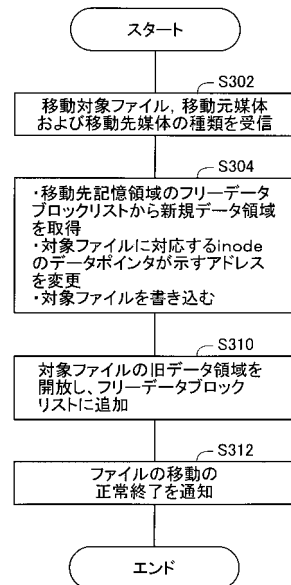 スタート
S302
移動対象ファイル，移動元媒体
および移動先媒体の種類を受信
S304
・移動先記憶領域のフリーデータ
ブロックリストから新規データ領域
を取得
・対象ファイルに対応するinode
のデータポインタが示すアドレス
を変更
・対象ファイルを書き込む
S310
対象ファイルの旧データ領域を
開放し、フリーデータブロック
リストに追加
S312
ファイルの移動の
正常終了を通知
エンド